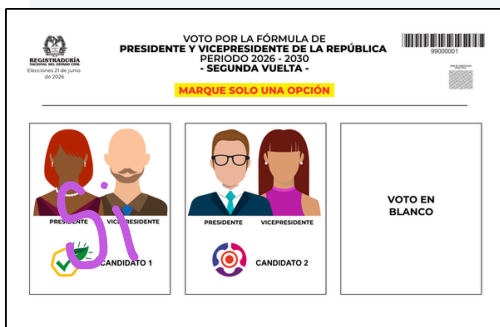 REGISTRADURÍA
NACIONAL DEL ESTADO CIVIL
Elecciones 21 de junio
de 2026
VOTO POR LA FÓRMULA DE
PRESIDENTE Y VICEPRESIDENTE DE LA REPÚBLICA
PERIODO 2026 - 2030
- SEGUNDA VUELTA -
99000001
MARQUE SOLO UNA OPCIÓN
PRESIDENTE VICEPRESIDENTE
Si
CANDIDATO 1
PRESIDENTE VICEPRESIDENTE
CANDIDATO 2
VOTO EN
BLANCO